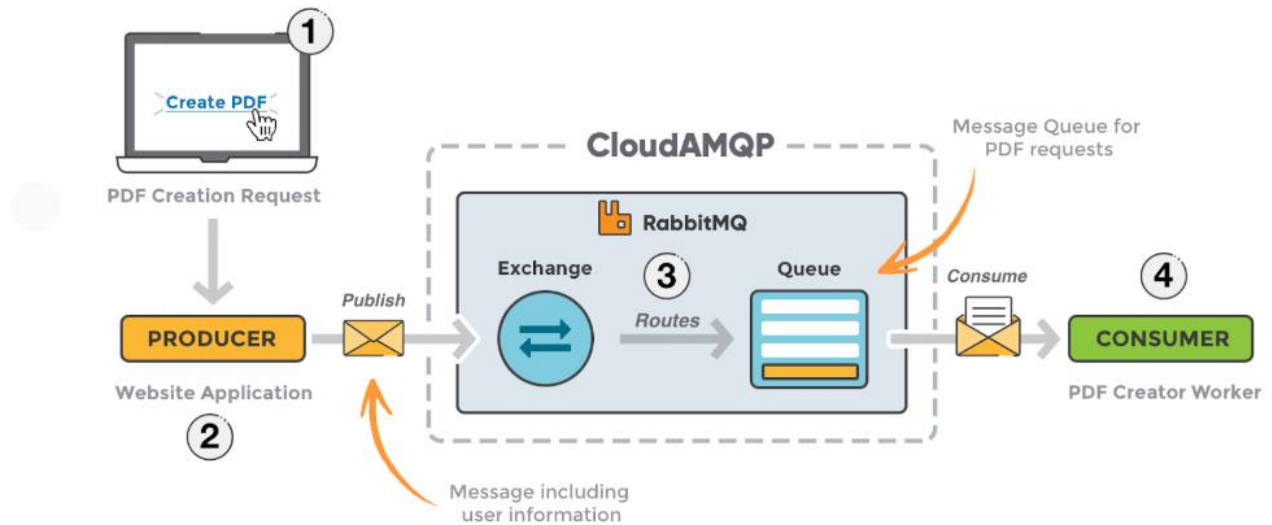 1
Create PDF
PDF Creation Request
CloudAMQP
Message Queue for
PDF requests
RabbitMQ
Exchange
3
Queue
Routes
Publish
Consume
4
PRODUCER
Website Application
2
CONSUMER
PDF Creator Worker
Message including
user information